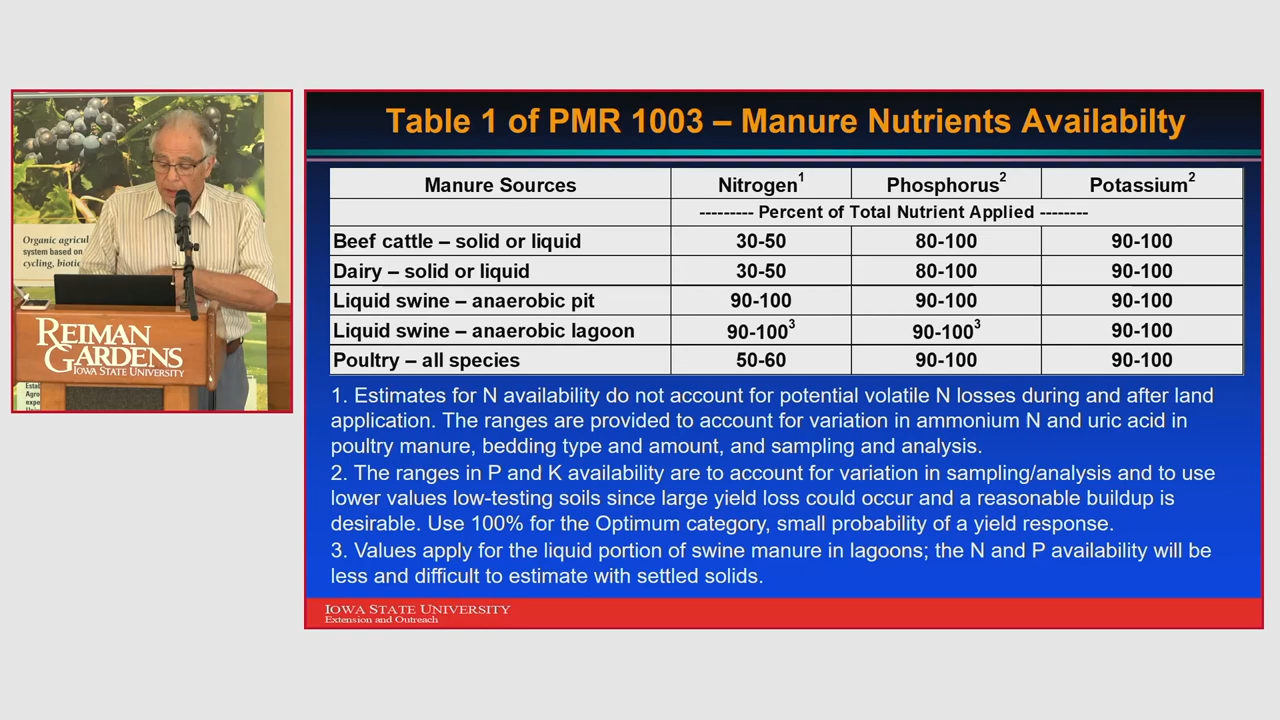 Table 1 of PMR 1003 – Manure Nutrients Availabilty
Manure Sources Nitrogen1 Phosphorus2 Potassium2
--------- Percent of Total Nutrient Applied --------
Beef cattle – solid or liquid 30-50 80-100 90-100
Dairy – solid or liquid 30-50 80-100 90-100
Liquid swine – anaerobic pit 90-100 90-100 90-100
Liquid swine – anaerobic lagoon 90-1003 90-1003 90-100
Poultry – all species 50-60 90-100 90-100
1. Estimates for N availability do not account for potential volatile N losses during and after land
application. The ranges are provided to account for variation in ammonium N and uric acid in
poultry manure, bedding type and amount, and sampling and analysis.
2. The ranges in P and K availability are to account for variation in sampling/analysis and to use
lower values low-testing soils since large yield loss could occur and a reasonable buildup is
desirable. Use 100% for the Optimum category, small probability of a yield response.
3. Values apply for the liquid portion of swine manure in lagoons; the N and P availability will be
less and difficult to estimate with settled solids.
IOWA STATE UNIVERSITY
Extension and Outreach
Organic agricul
system based on
cycling, biotic
REIMAN
GARDENS
IOWA STATE UNIVERSITY
Estab
Agro
expe